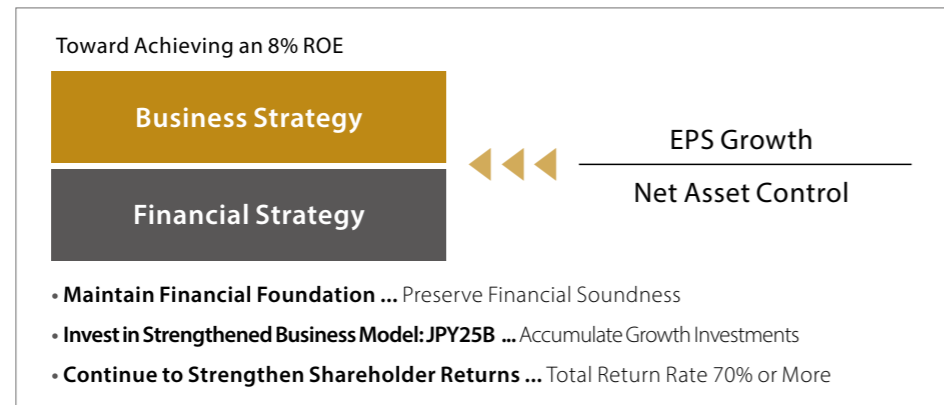 Toward Achieving an 8% ROE
Business Strategy
Financial Strategy
EPS Growth
Net Asset Control
• Maintain Financial Foundation ... Preserve Financial Soundness
• Invest in Strengthened Business Model: JPY25B ... Accumulate Growth Investments
• Continue to Strengthen Shareholder Returns ... Total Return Rate 70% or More